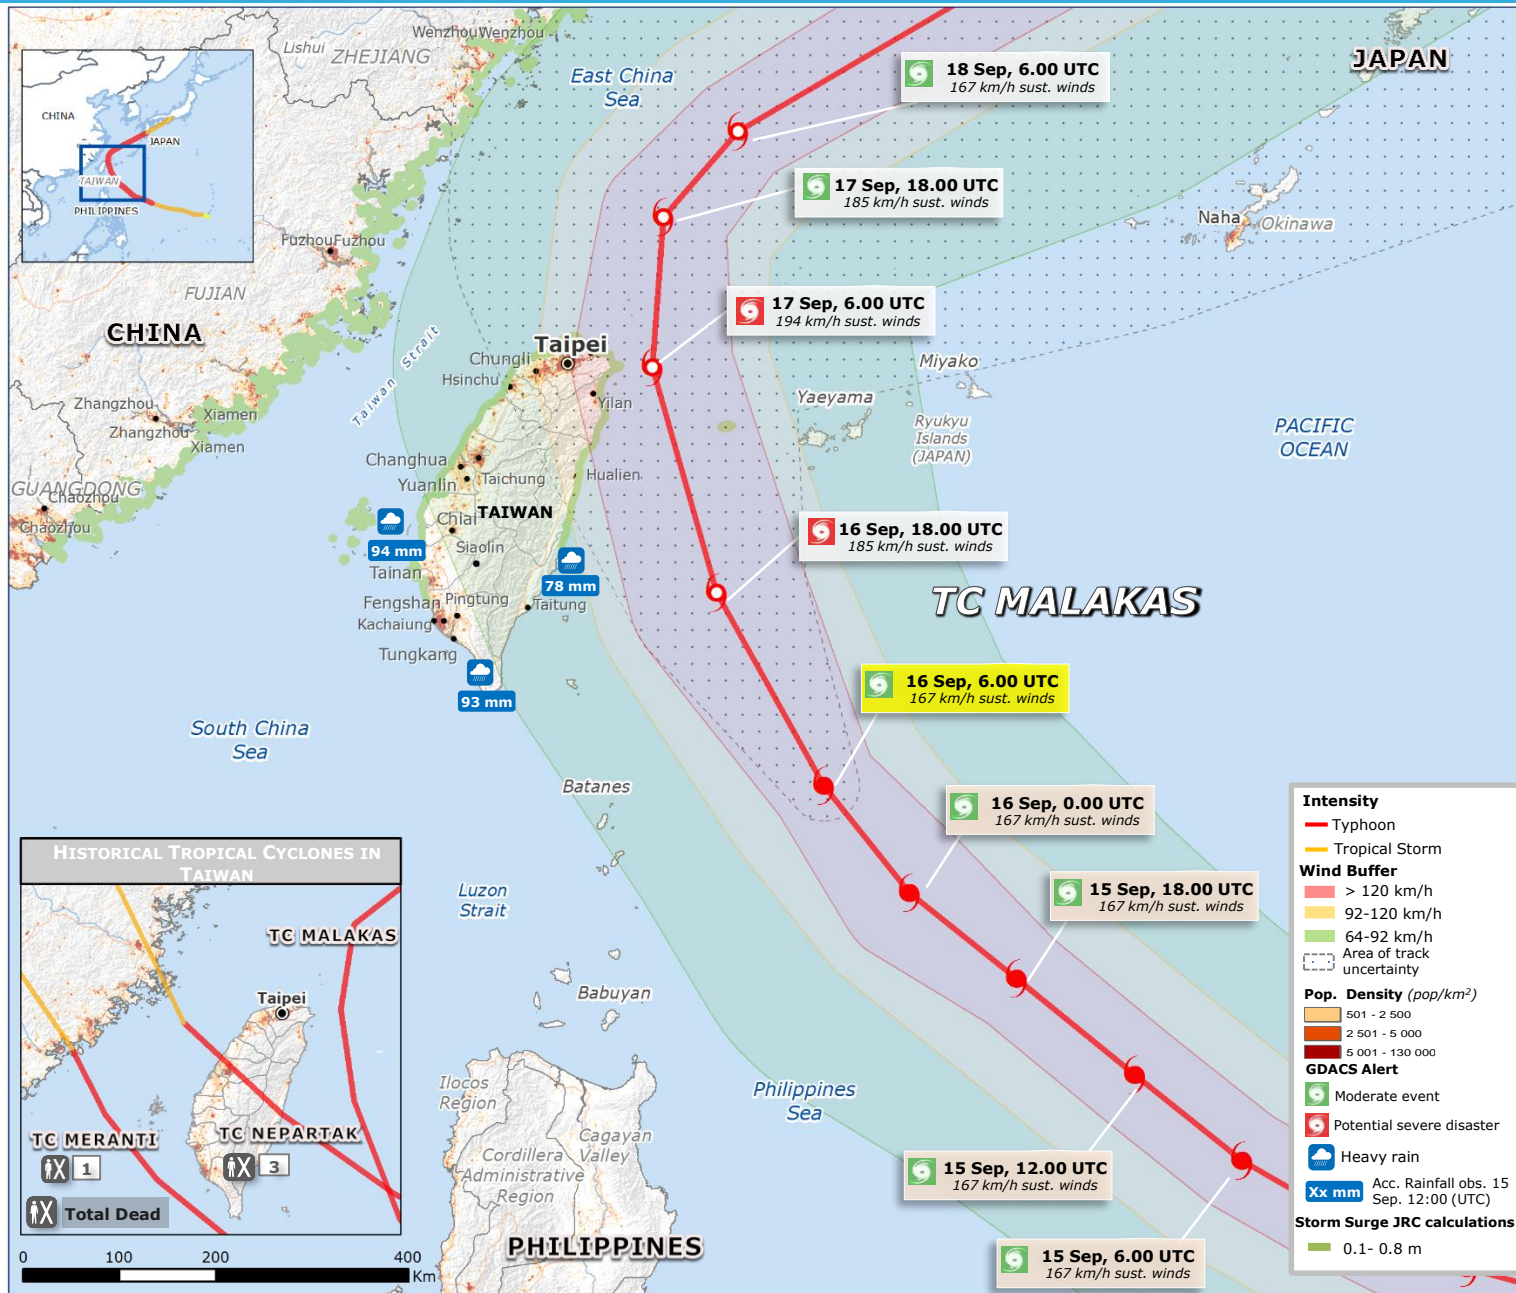 Wenzhou
Wenzhou
Lishui
ZHEJIANG
East China
Sea
18 Sep, 6.00 UTC
167 km/h sust. winds
JAPAN
CHINA
JAPAN
TAIWAN
PHILIPPINES
17 Sep, 18.00 UTC
185 km/h sust. winds
Naha
Okinawa
Fuzhou
Fuzhou
FUJIAN
17 Sep, 6.00 UTC
194 km/h sust. winds
CHINA
Taiwan Strait
Taipei
Chungli
Hsinchu
Yilan
Miyako
Yaeyama
Ryukyu
Islands
(JAPAN)
PACIFIC
OCEAN
Zhangzhou
Xiamen
Zhangzhou
Xiamen
Changhua
Yuanlin
Taichung
Hualien
GUANGDONG
Chaozhou
Chaozhou
Chiai
TAIWAN
Siaolin
94 mm
Tainan
78 mm
16 Sep, 18.00 UTC
185 km/h sust. winds
TC MALAKAS
Fengshan
Pingtung
Taitung
Kachaiung
Tungkang
93 mm
16 Sep, 6.00 UTC
167 km/h sust. winds
South China
Sea
Batanes
16 Sep, 0.00 UTC
167 km/h sust. winds
15 Sep, 18.00 UTC
167 km/h sust. winds
Luzon
Strait
Babuyan
Philippines
Sea
Ilocos
Region
Cagayan
Valley
Cordillera
Administrative
Region
PHILIPPINES
15 Sep, 12.00 UTC
167 km/h sust. winds
15 Sep, 6.00 UTC
167 km/h sust. winds
HISTORICAL TROPICAL CYCLONES IN
TAIWAN
TC MALAKAS
Taipei
TC MERANTI
1
TC NEPARTAK
3
Total Dead
0 100 200 400
Km
Intensity
Typhoon
Tropical Storm
Wind Buffer
> 120 km/h
92-120 km/h
64-92 km/h
Area of track
uncertainty
Pop. Density (pop/km²)
501 - 2 500
2 501 - 5 000
5 001 - 130 000
GDACS Alert
Moderate event
Potential severe disaster
Heavy rain
Xx mm Acc. Rainfall obs. 15
Sep. 12:00 (UTC)
Storm Surge JRC calculations
0.1- 0.8 m